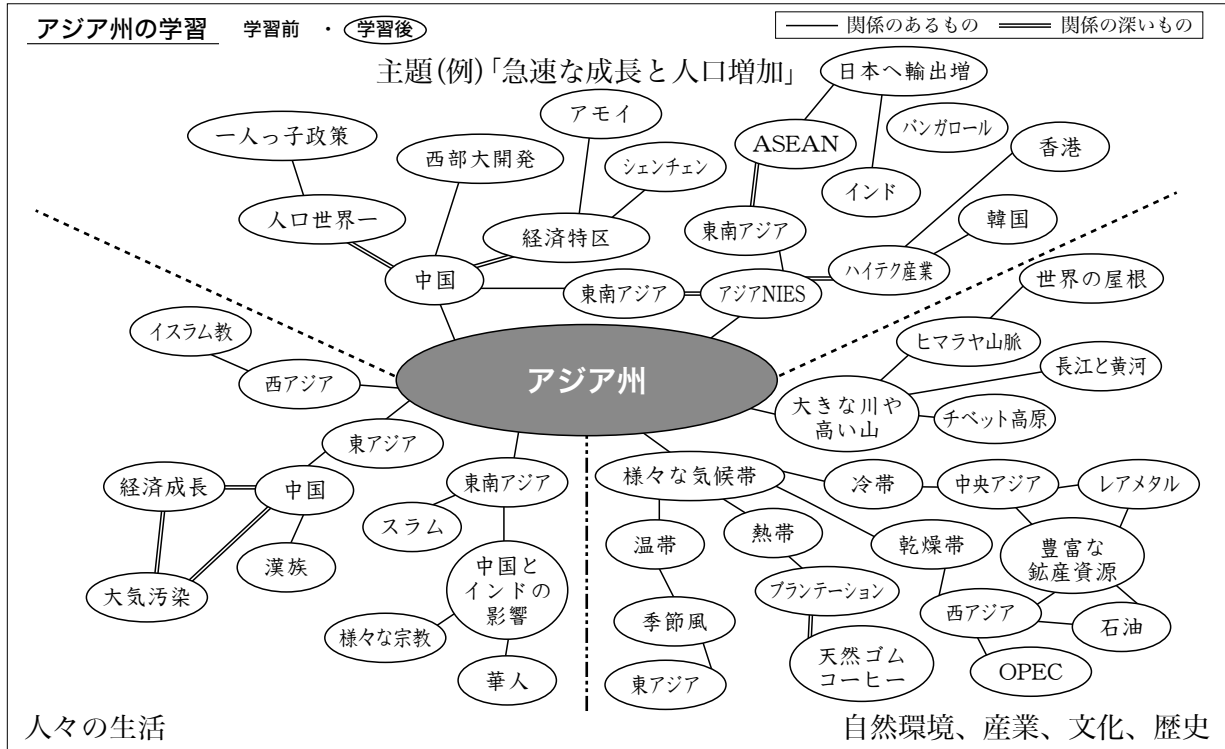 アジア州の学習 学習前 ・ 学習後
関係のあるもの 関係の深いもの
主題(例)「急速な成長と人口増加」
日本へ輸出増
アモイ
バンガロール
一人っ子政策
ASEAN
香港
西部大開発
シェンチェン
インド
人口世界一
経済特区
東南アジア
韓国
ハイテク産業
中国
東南アジア
アジアNIES
世界の屋根
イスラム教
ヒマラヤ山脈
長江と黄河
西アジア
アジア州
大きな川や
高い山
チベット高原
東アジア
経済成長
中国
東南アジア
様々な気候帯
冷帯
中央アジア
レアメタル
スラム
温帯
熱帯
乾燥帯
豊富な
鉱産資源
漢族
大気汚染
中国と
インドの
影響
プランテーション
西アジア
石油
様々な宗教
季節風
天然ゴム
コーヒー
OPEC
華人
東アジア
人々の生活
自然環境、産業、文化、歴史